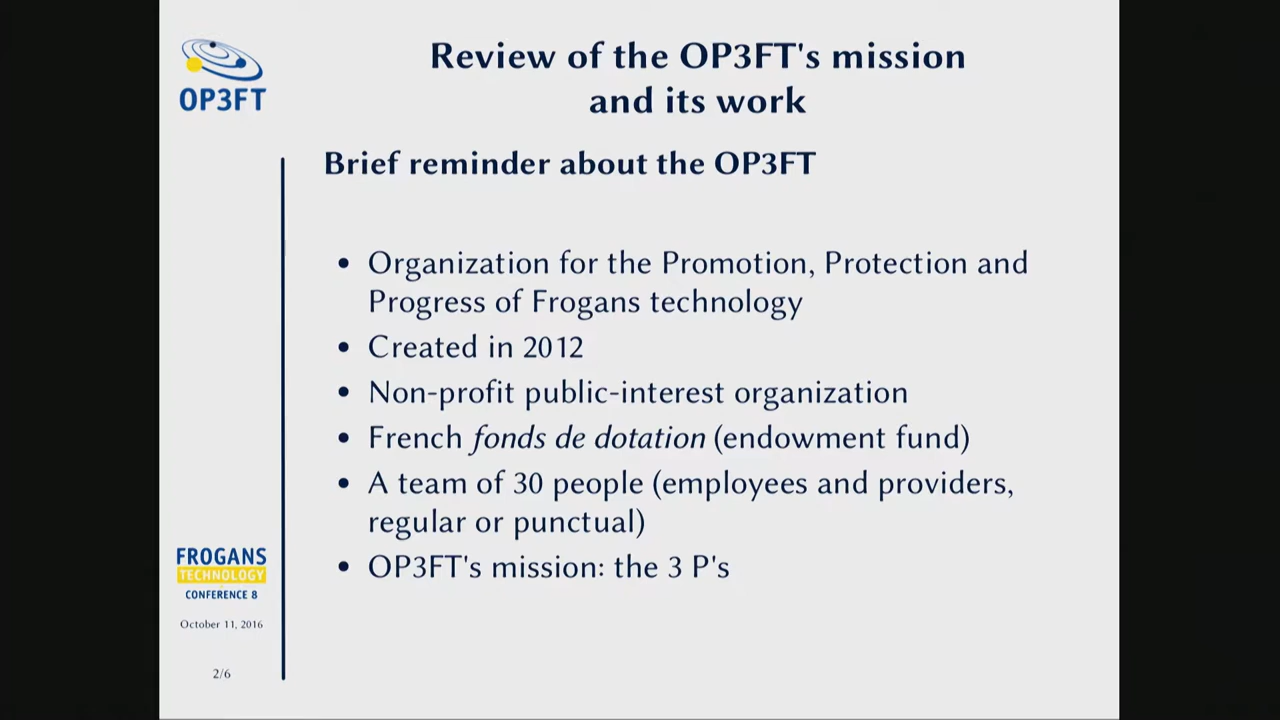 OP3FT
Review of the OP3FT's mission
and its work
Brief reminder about the OP3FT
• Organization for the Promotion, Protection and
Progress of Frogans technology
• Created in 2012
• Non-profit public-interest organization
• French fonds de dotation (endowment fund)
• A team of 30 people (employees and providers,
regular or punctual)
• OP3FT's mission: the 3 P's
FROGANS
TECHNOLOGY
CONFERENCE 8
October 11, 2016
2/6